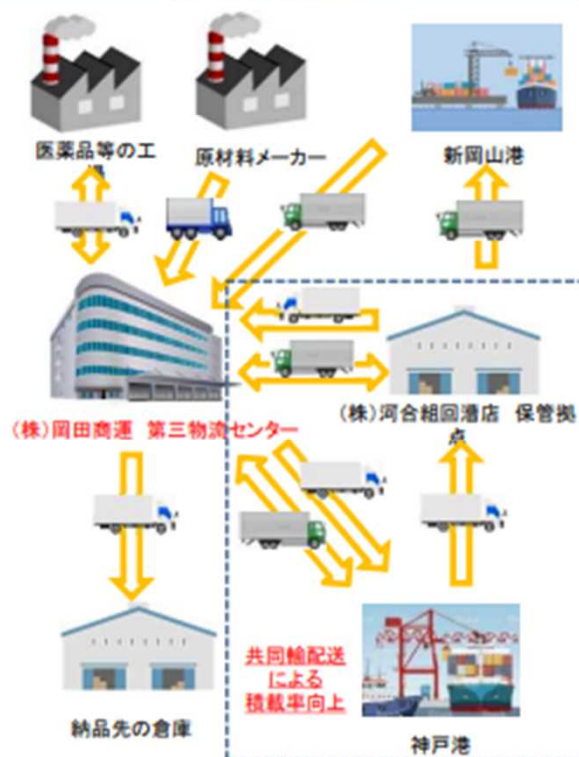 医薬品等の工
原材料メーカー
新岡山港
(株)岡田商運　第三物流センター
(株)河合組回漕店　保管拠
点
共同輸配送
による
積載率向上
納品先の倉庫
神戸港